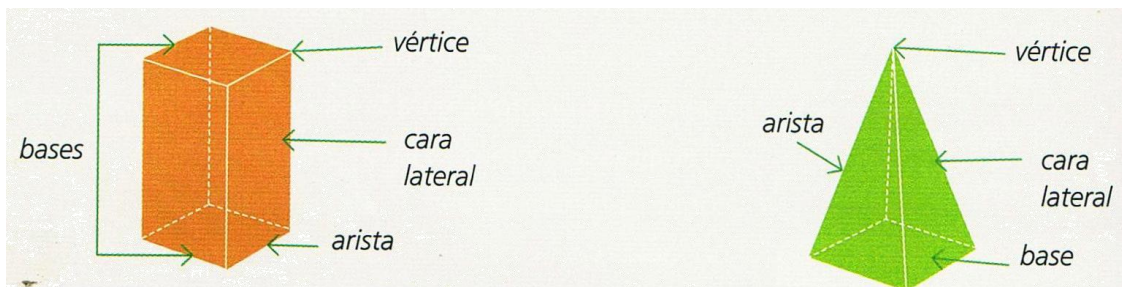 vértice
bases
cara
lateral
arista
vértice
arista
cara
lateral
base